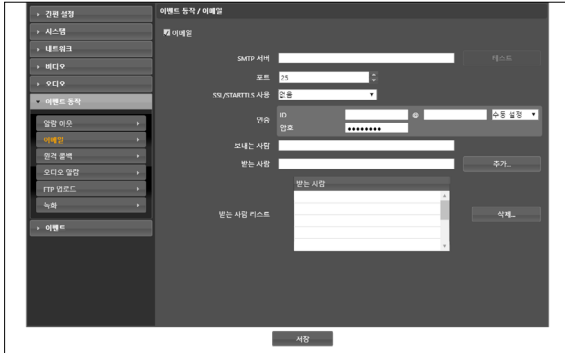 간편 설정
시스템
네트워크
비디오
오디오
이벤트 동작
알람 아웃
이메일
원격 콜백
오디오 알람
FTP 업로드
녹화
이벤트
이벤트 동작 / 이메일
이메일
SMTP 서버
테스트
포트 25
SSL/STARTTLS 사용 없음
인증
ID @ 수동 설정
암호 ●●●●●●●●
보내는 사람
받는 사람 추가...
받는 사람
받는 사람 리스트
삭제...
저장